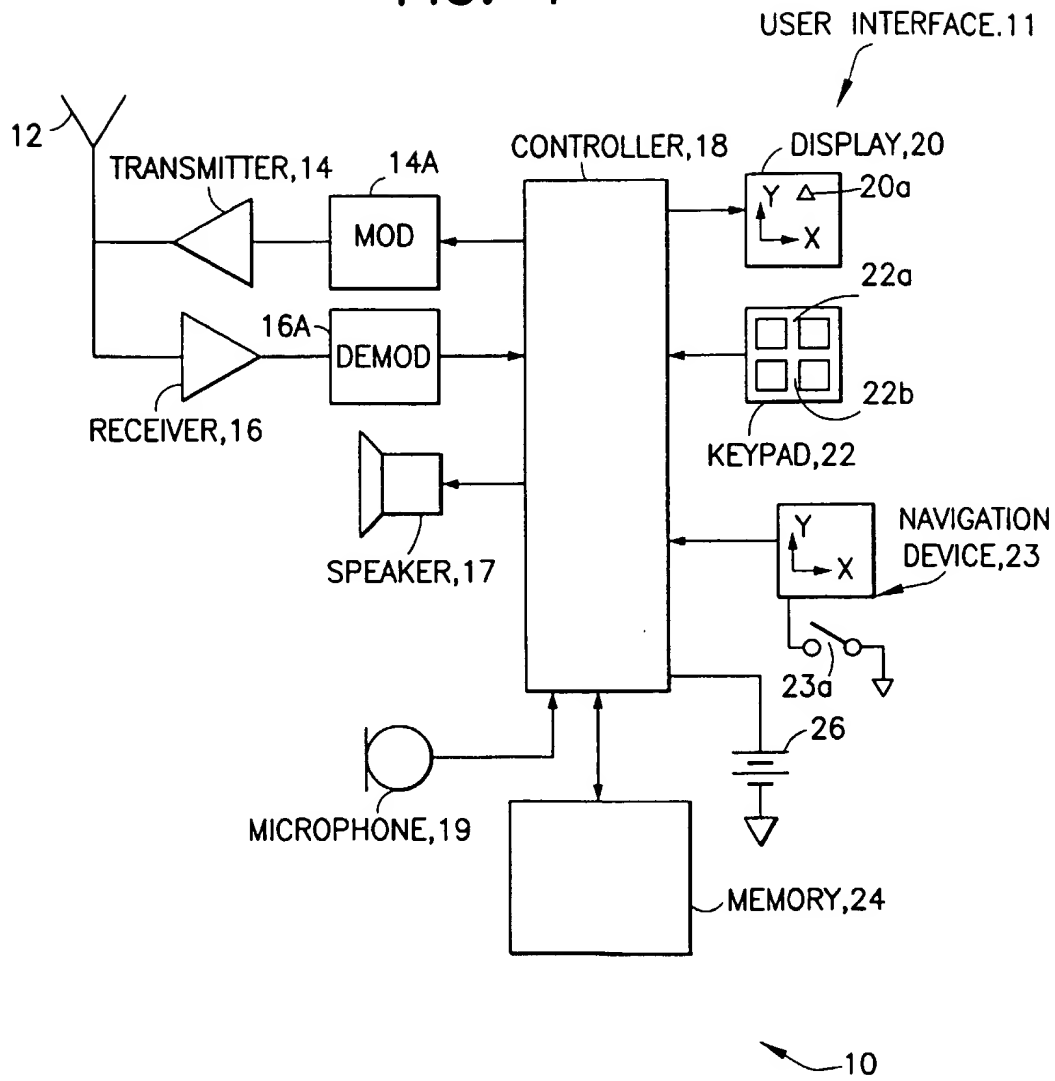 USER INTERFACE.11
12
TRANSMITTER,14
14A
MOD
CONTROLLER,18
DISPLAY,20
Y
20a
X
22a
16A
DEMOD
22b
RECEIVER,16
KEYPAD,22
SPEAKER,17
Y
X
NAVIGATION
DEVICE,23
23a
26
MICROPHONE,19
MEMORY,24
10